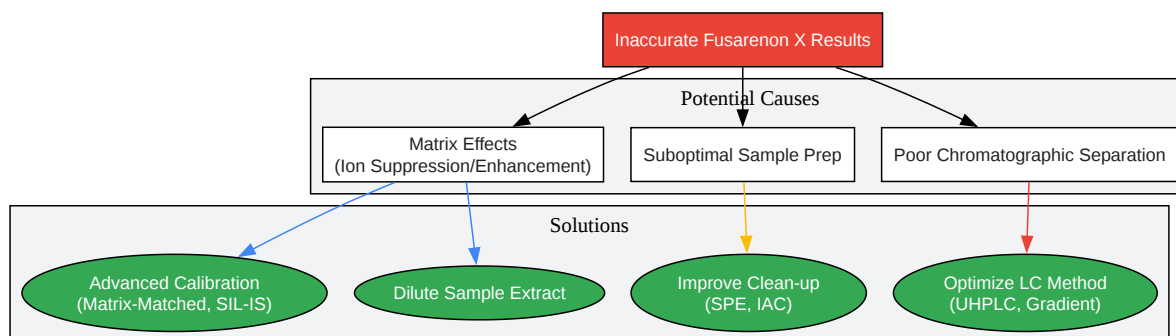 Inaccurate Fusarenon X Results
Potential Causes
Matrix Effects
(Ion Suppression/Enhancement)
Suboptimal Sample Prep
Poor Chromatographic Separation
Solutions
Advanced Calibration
(Matrix-Matched, SIL-IS)
Dilute Sample Extract
Improve Clean-up
(SPE, IAC)
Optimize LC Method
(UHPLC, Gradient)